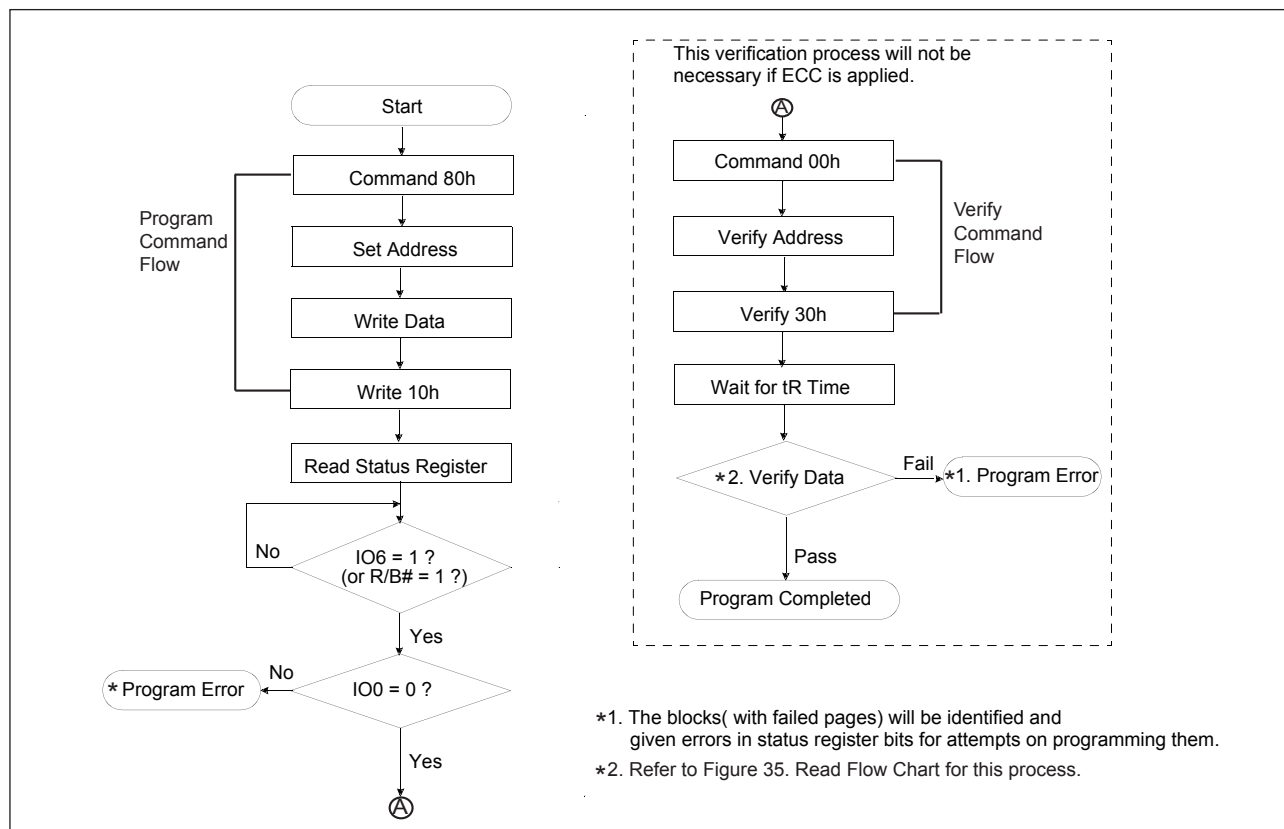 Start
Command 80h
Program
Command
Flow
Set Address
Write Data
Write 10h
Read Status Register
No
IO6 = 1 ?
(or R/B# = 1 ?)
Yes
No
* Program Error
IO0 = 0 ?
Yes
A
This verification process will not be
necessary if ECC is applied.
A
Command 00h
Verify
Command
Flow
Verify Address
Verify 30h
Wait for tR Time
*2. Verify Data
Fail
*1. Program Error
Pass
Program Completed
*1. The blocks( with failed pages) will be identified and
given errors in status register bits for attempts on programming them.
*2. Refer to Figure 35. Read Flow Chart for this process.